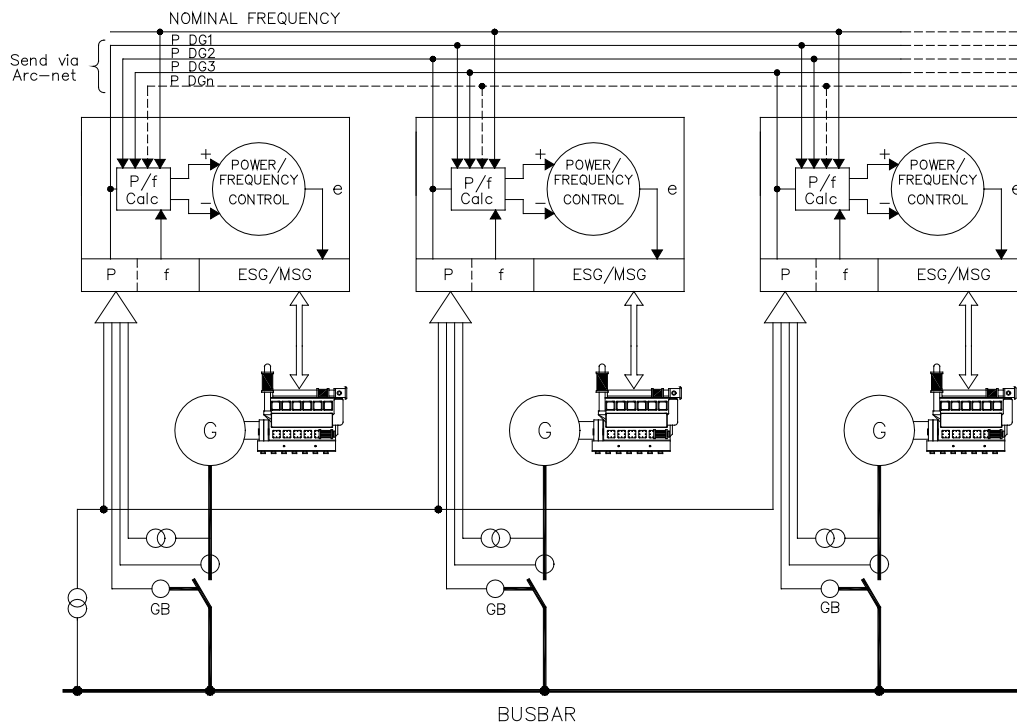 NOMINAL FREQUENCY
Send via
Arc-net
P DG1
P DG2
P DG3
P DGn
P/f
Calc
+
−
POWER/
FREQUENCY
CONTROL
e
P/f
Calc
+
−
POWER/
FREQUENCY
CONTROL
e
P/f
Calc
+
−
POWER/
FREQUENCY
CONTROL
e
P f ESG/MSG
P f ESG/MSG
P f ESG/MSG
G
G
G
GB
GB
GB
BUSBAR